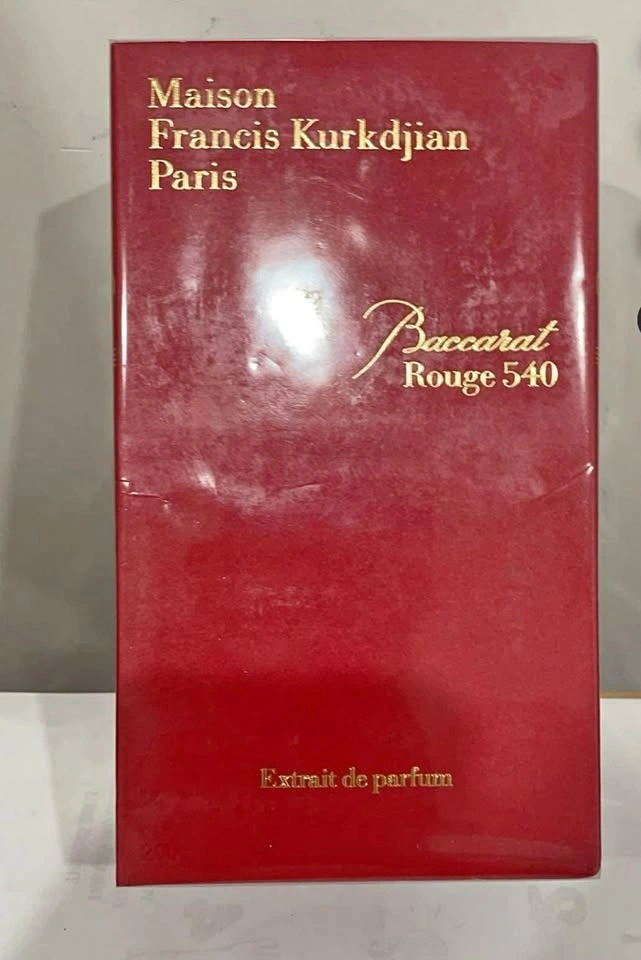 Maison
Francis Kurkdjian
Paris
Baccarat
Rouge 540
Extrait de parfum